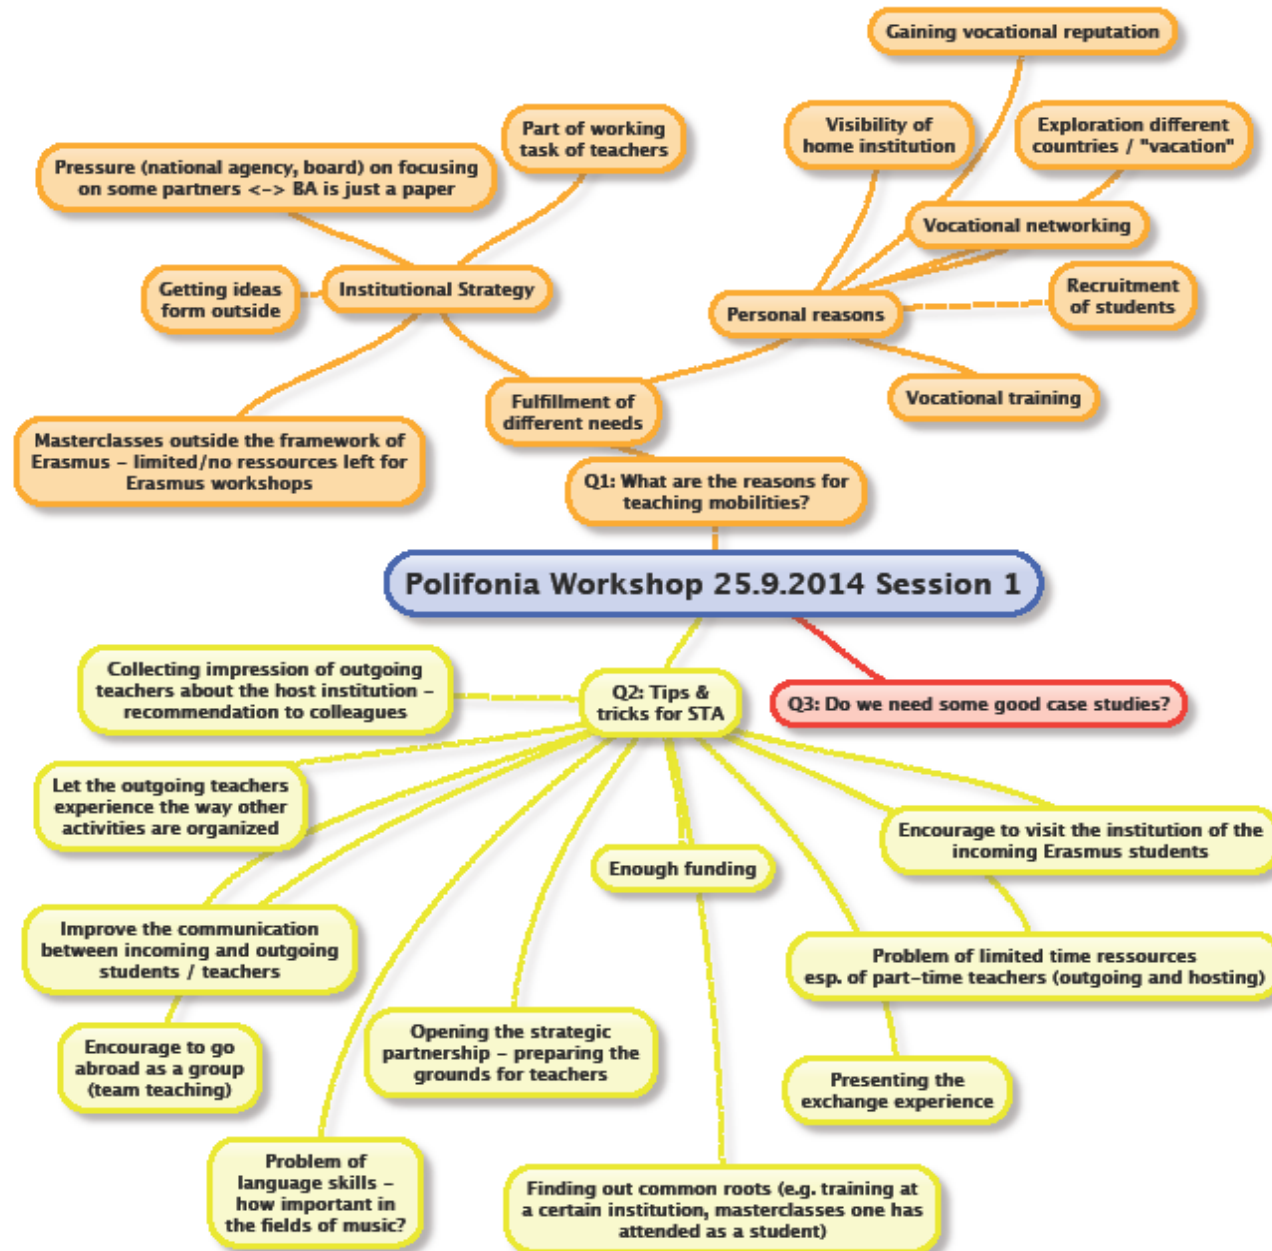 Gaining vocational reputation
Part of working
task of teachers
Visibility of
home institution
Exploration different
countries / "vacation"
Pressure (national agency, board) on focusing
on some partners <-> BA is just a paper
Vocational networking
Getting ideas
form outside
Institutional Strategy
Recruitment
of students
Personal reasons
Fulfillment of
different needs
Vocational training
Masterclasses outside the framework of
Erasmus – limited/no ressources left for
Erasmus workshops
Q1: What are the reasons for
teaching mobilities?
Polifonia Workshop 25.9.2014 Session 1
Collecting impression of outgoing
teachers about the host institution –
recommendation to colleagues
Q2: Tips &
tricks for STA
Q3: Do we need some good case studies?
Let the outgoing teachers
experience the way other
activities are organized
Enough funding
Encourage to visit the institution of the
incoming Erasmus students
Improve the communication
between incoming and outgoing
students / teachers
Problem of limited time ressources
esp. of part-time teachers (outgoing and hosting)
Encourage to go
abroad as a group
(team teaching)
Opening the strategic
partnership – preparing the
grounds for teachers
Presenting the
exchange experience
Problem of
language skills –
how important in
the fields of music?
Finding out common roots (e.g. training at
a certain institution, masterclasses one has
attended as a student)